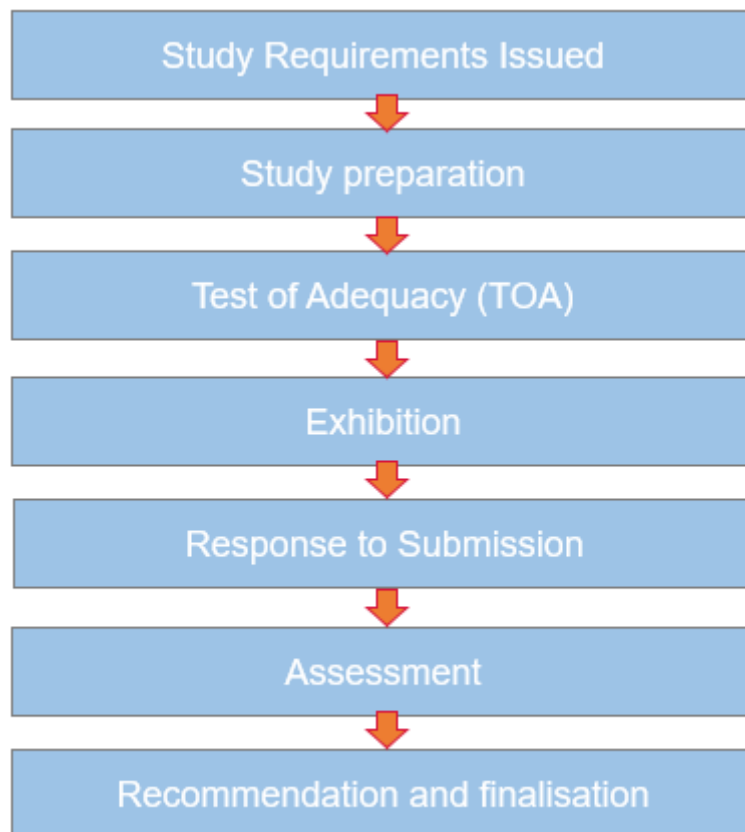 Study Requirements Issued
Study preparation
Test of Adequacy (TOA)
Exhibition
Response to Submission
Assessment
Recommendation and finalisation